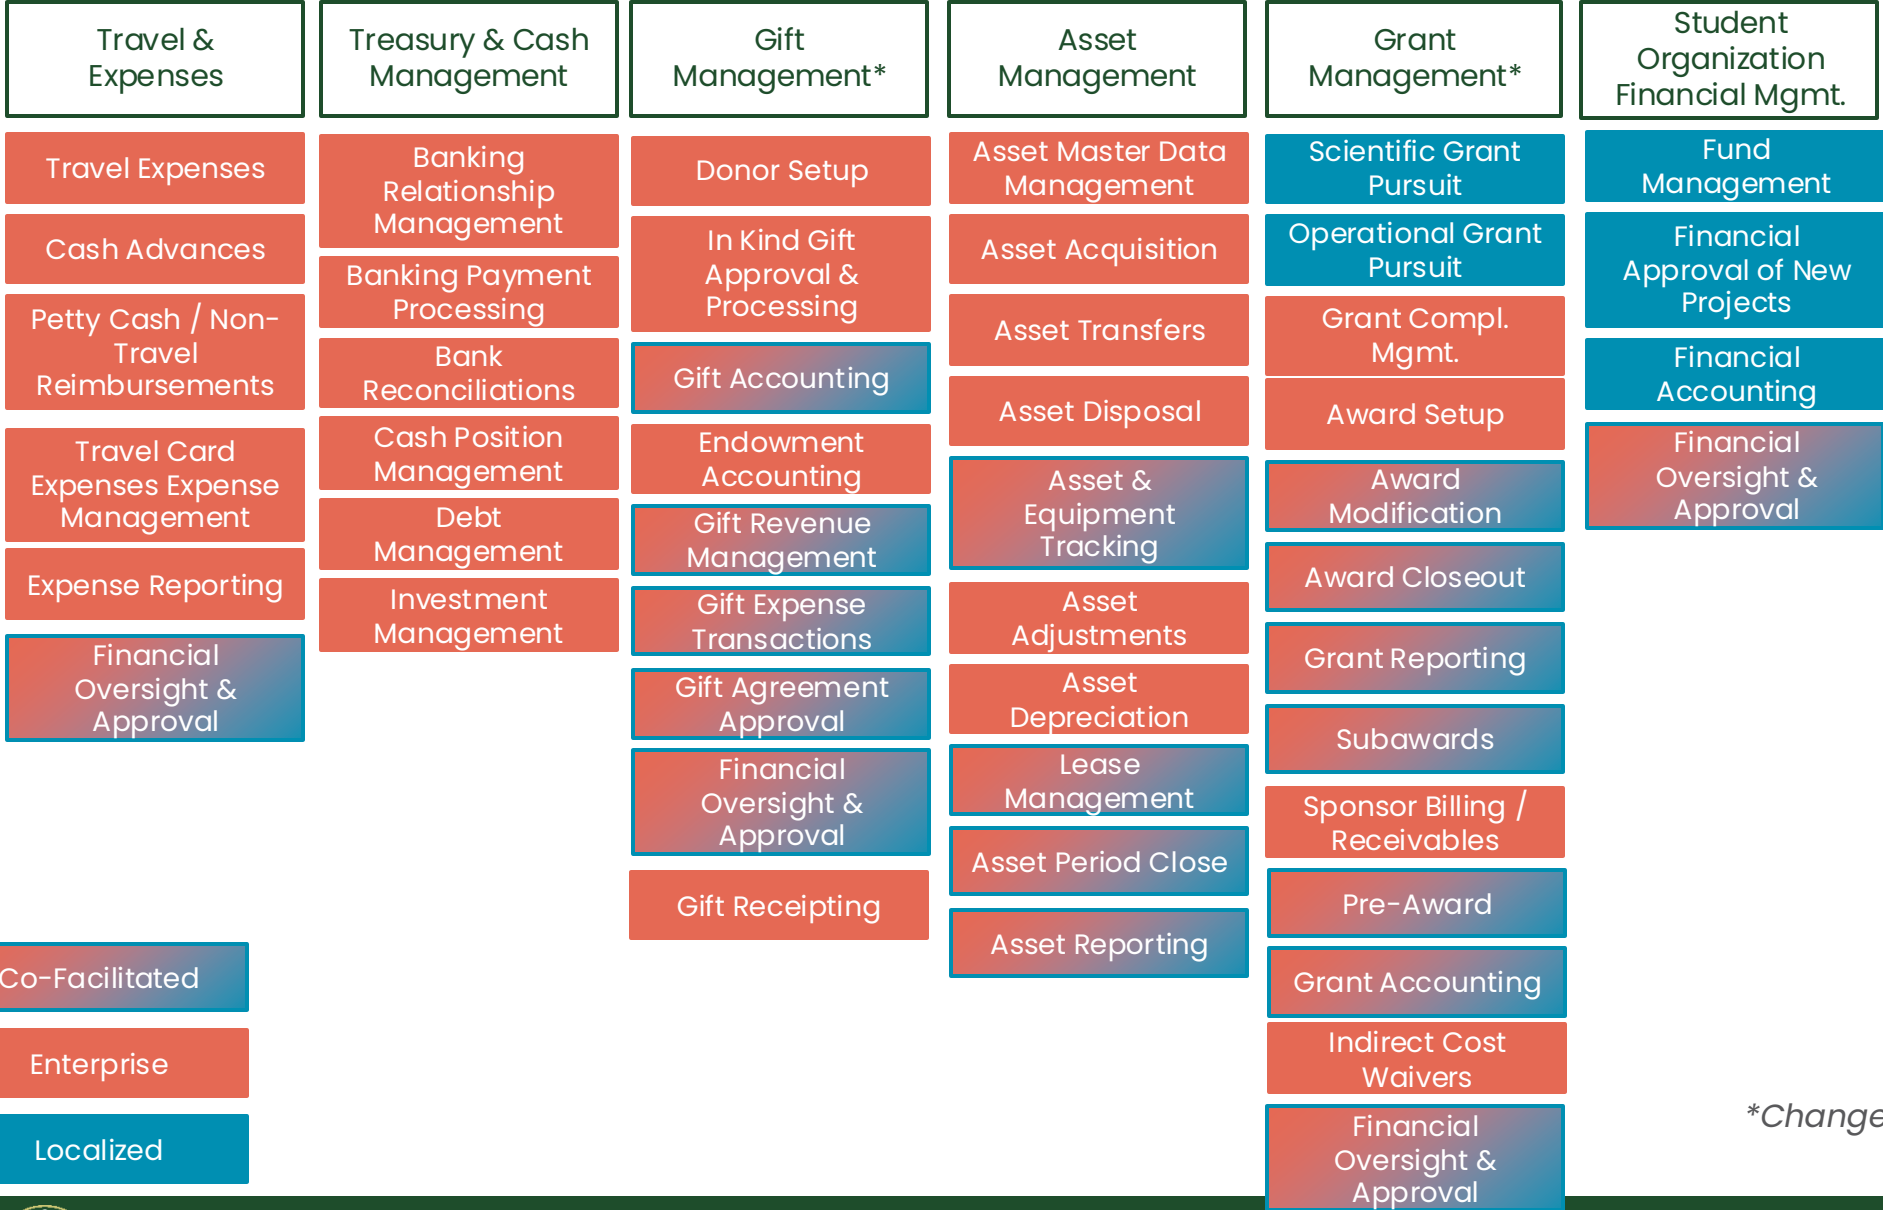 Travel &
Expenses
Travel Expenses
Cash Advances
Petty Cash / Non-
Travel
Reimbursements
Travel Card
Expenses Expense
Management
Expense Reporting
Financial
Oversight &
Approval
Treasury & Cash
Management
Banking
Relationship
Management
Banking Payment
Processing
Bank
Reconciliations
Cash Position
Management
Debt
Management
Investment
Management
Gift
Management*
Donor Setup
In Kind Gift
Approval &
Processing
Gift Accounting
Endowment
Accounting
Gift Revenue
Management
Gift Expense
Transactions
Gift Agreement
Approval
Financial
Oversight &
Approval
Gift Receipting
Asset
Management
Asset Master Data
Management
Asset Acquisition
Asset Transfers
Asset Disposal
Asset &
Equipment
Tracking
Asset
Adjustments
Asset
Depreciation
Lease
Management
Asset Period Close
Asset Reporting
Grant
Management*
Scientific Grant
Pursuit
Operational Grant
Pursuit
Grant Compl.
Mgmt.
Award Setup
Award
Modification
Award Closeout
Grant Reporting
Subawards
Sponsor Billing /
Receivables
Pre-Award
Grant Accounting
Indirect Cost
Waivers
Financial
Oversight &
Approval
Student
Organization
Financial Mgmt.
Fund
Management
Financial
Approval of New
Projects
Financial
Accounting
Financial
Oversight &
Approval
Co-Facilitated
Enterprise
Localized
*Change